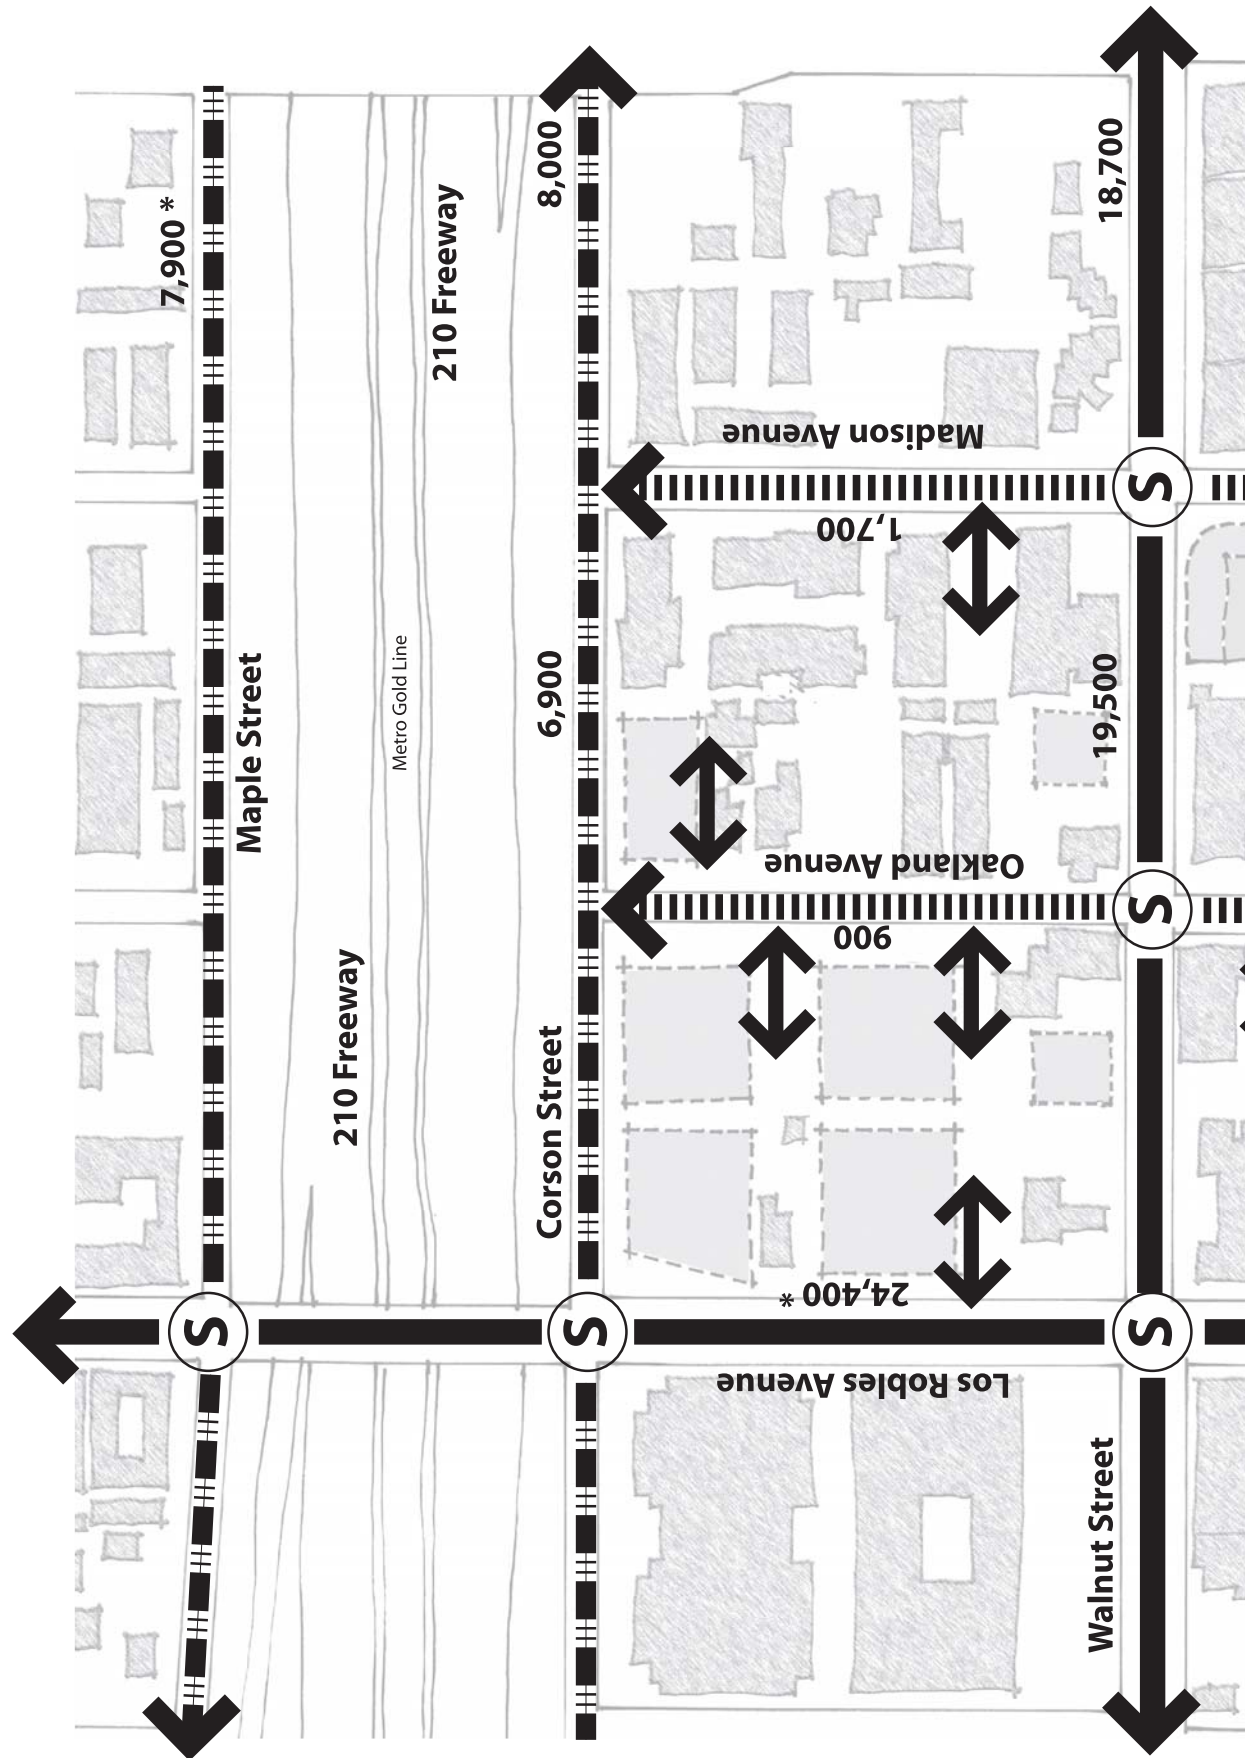 7,900 *
Maple Street
210 Freeway
210 Freeway
Metro Gold Line
8,000
6,900
Corson Street
Madison Avenue
1,700
Oakland Avenue
900
24,400 *
Los Robles Avenue
18,700
19,500
Walnut Street
S
S
S
S
S